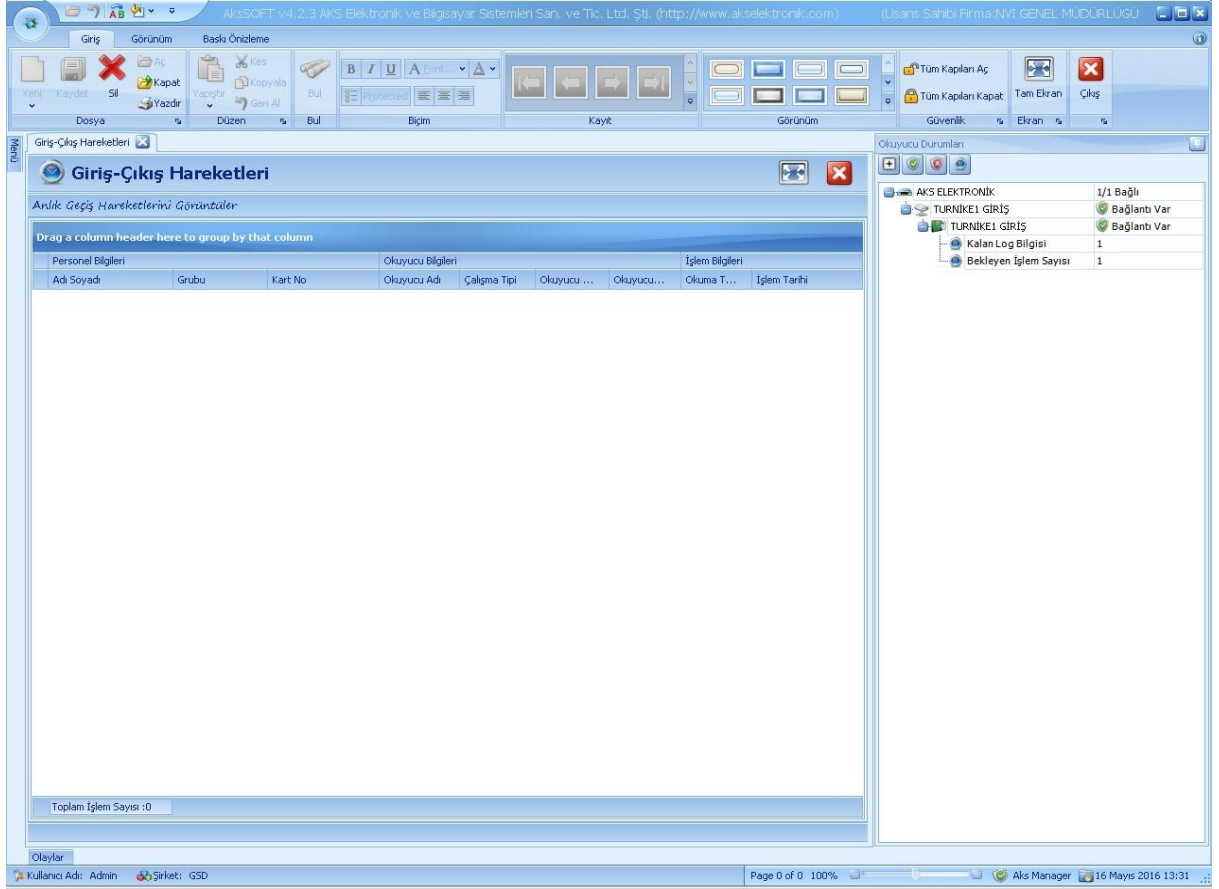 AksSOFT v4.2.3 AKS Elektronik ve Bilgisayar Sistemleri San. ve Tic. Ltd. Şti. (http://www.akselektronik.com) (Lisans Sahibi Firma:NVİ GENEL MÜDÜRLÜĞÜ
Giriş Görünüm Baskı Önizleme
Yeni Kaydet Sil Aç Kapat Yazdır
Yapıştır Kes Kopyala Geri Al
Bul
B I U A Font... A
Protected
Tüm Kapıları Aç
Tüm Kapıları Kapat
Tam Ekran Çıkış
Dosya Düzen Bul Biçim Kayıt Görünüm Güvenlik Ekran
Menü
Giriş-Çıkış Hareketleri
Okuyucu Durumları
Giriş-Çıkış Hareketleri
Anlık Geçiş Hareketlerini Görüntüler
Drag a column header here to group by that column
Personel Bilgileri Okuyucu Bilgileri İşlem Bilgileri
Adı Soyadı Grubu Kart No Okuyucu Adı Çalışma Tipi Okuyucu ... Okuyucu... Okuma T... İşlem Tarihi
AKS ELEKTRONİK 1/1 Bağlı
TURNİKE1 GİRİŞ Bağlantı Var
TURNİKE1 GİRİŞ Bağlantı Var
Kalan Log Bilgisi 1
Bekleyen İşlem Sayısı 1
Toplam İşlem Sayısı :0
Olaylar
Kullanıcı Adı: Admin Şirket: GSD Page 0 of 0 100% Aks Manager 16 Mayıs 2016 13:31